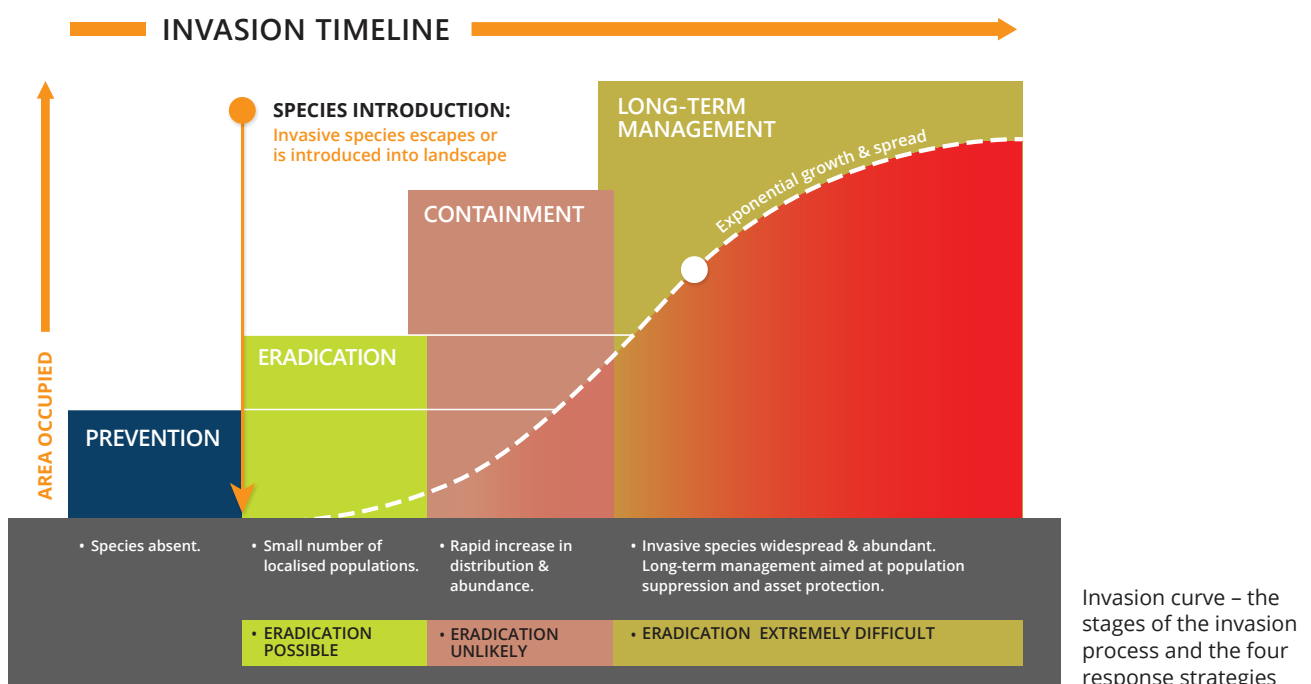 INVASION TIMELINE
SPECIES INTRODUCTION:
Invasive species escapes or
is introduced into landscape
LONG-TERM
MANAGEMENT
Exponential growth & spread
CONTAINMENT
ERADICATION
PREVENTION
AREA OCCUPIED
• Species absent.
• Small number of
localised populations.
• Rapid increase in
distribution &
abundance.
• Invasive species widespread & abundant.
Long-term management aimed at population
suppression and asset protection.
• ERADICATION
POSSIBLE
• ERADICATION
UNLIKELY
• ERADICATION EXTREMELY DIFFICULT
Invasion curve – the
stages of the invasion
process and the four
response strategies